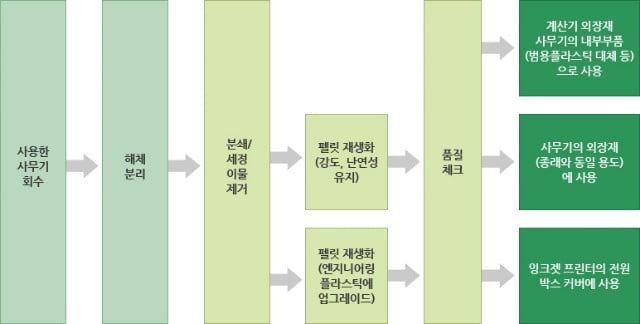 사용한
사무기
회수
해체
분리
분쇄/
세정
이물
제거
펠릿 재생화
(강도, 난연성
유지)
펠릿 재생화
(엔지니어링
플라스틱에
업그레이드)
품질
체크
계산기 외장재
사무기의 내부부품
(범용플라스틱 대체 등)
으로 사용
사무기의 외장재
(종래와 동일 용도)
에 사용
잉크젯 프린터의 전원
박스 커버에 사용